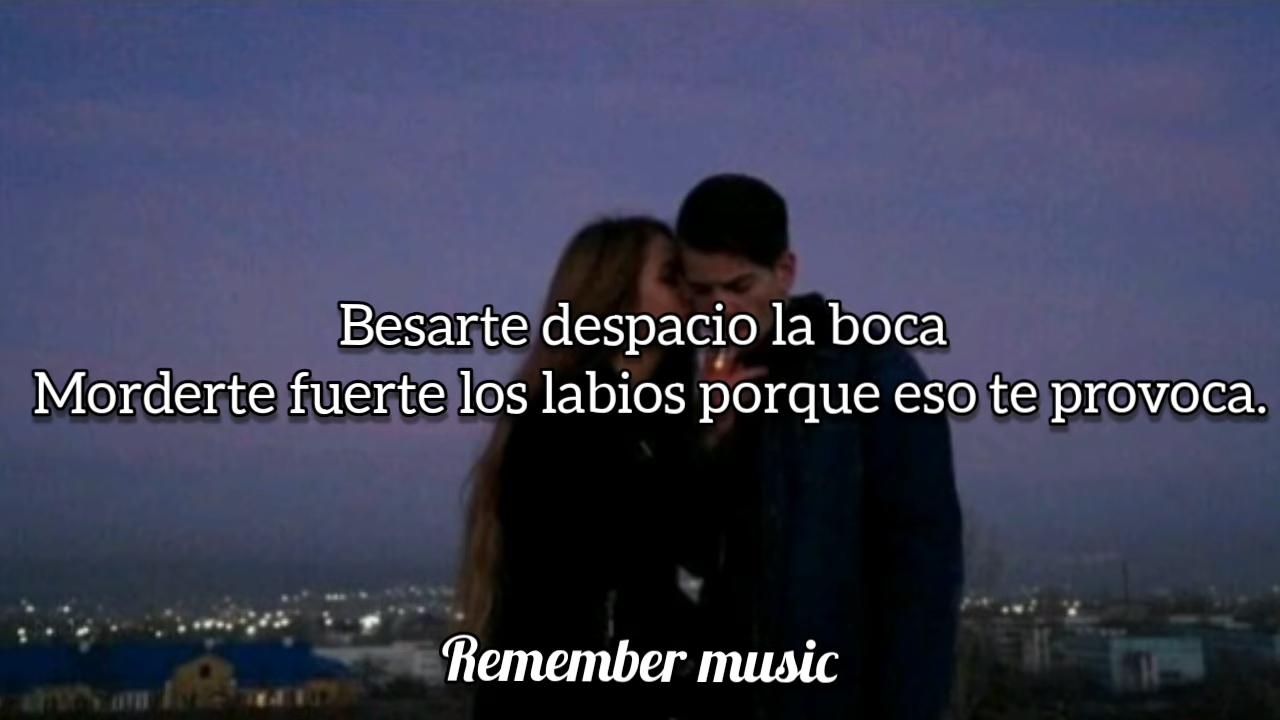 Besarte despacio la boca
Morderte fuerte los labios porque eso te provoca.
Remember music